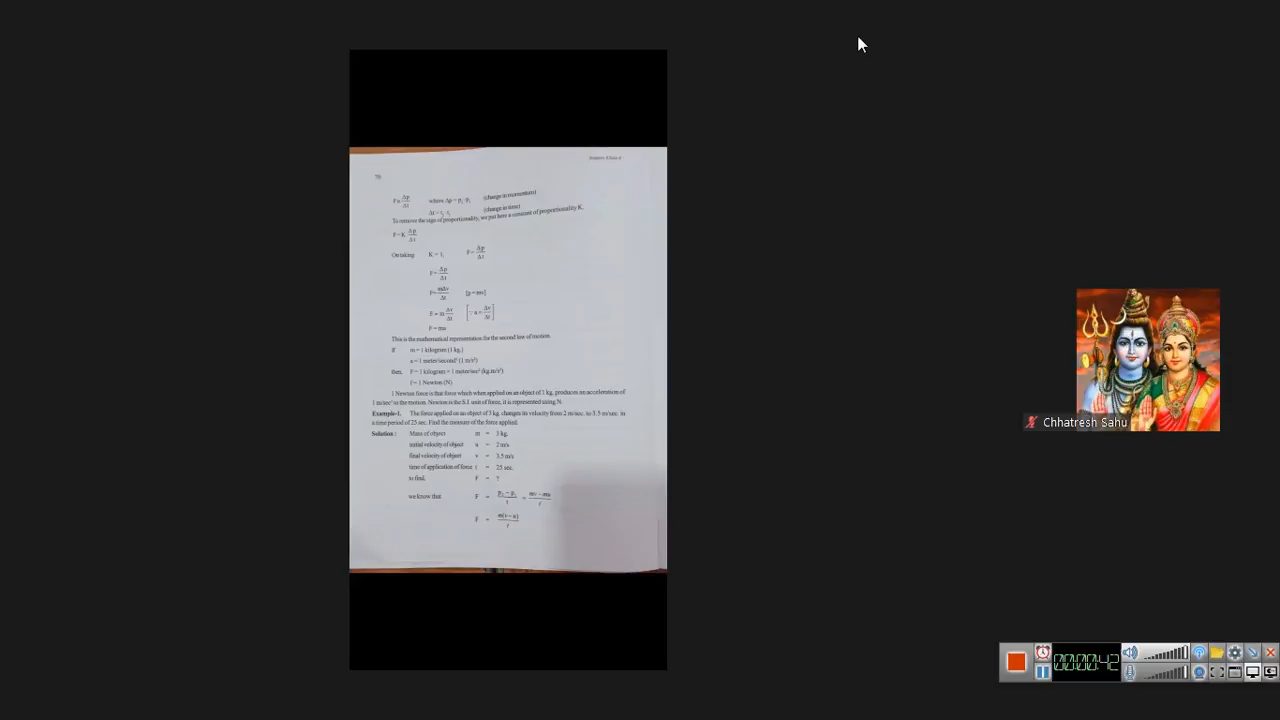 Science, Class-9
70
F ∝ Δp/Δt where Δp = p₂-p₁ (change in momentum)
Δt = t₂-t₁ (change in time)
To remove the sign of proportionality, we put here a constant of proportionality K.
F = K Δp/Δt
On taking K = 1, F = Δp/Δt
F = Δp/Δt
F = mΔv/Δt [p = mv]
F = m Δv/Δt [∵ a = Δv/Δt]
F = ma
This is the mathematical representation for the second law of motion.
If m = 1 kilogram (1 kg.)
a = 1 meter/second² (1 m/s²)
then, F = 1 kilogram × 1 meter/sec² (kg.m/s²)
f = 1 Newton (N)
1 Newton force is that force which when applied on an object of 1 kg. produces an acceleration of
1 m/sec² to the motion. Newton is the S.I. unit of force, it is represented using N.
Example-1. The force applied on an object of 3 kg. changes its velocity from 2 m/sec. to 3.5 m/sec. in
a time period of 25 sec. Find the measure of the force applied.
Solution : Mass of object m = 3 kg.
initial velocity of object u = 2 m/s
final velocity of object v = 3.5 m/s
time of application of force t = 25 sec.
to find, F = ?
we know that F = p₂ – p₁/t = mv – mu/t
F = m(v – u)/t
Chhatresh Sahu
00:00:42